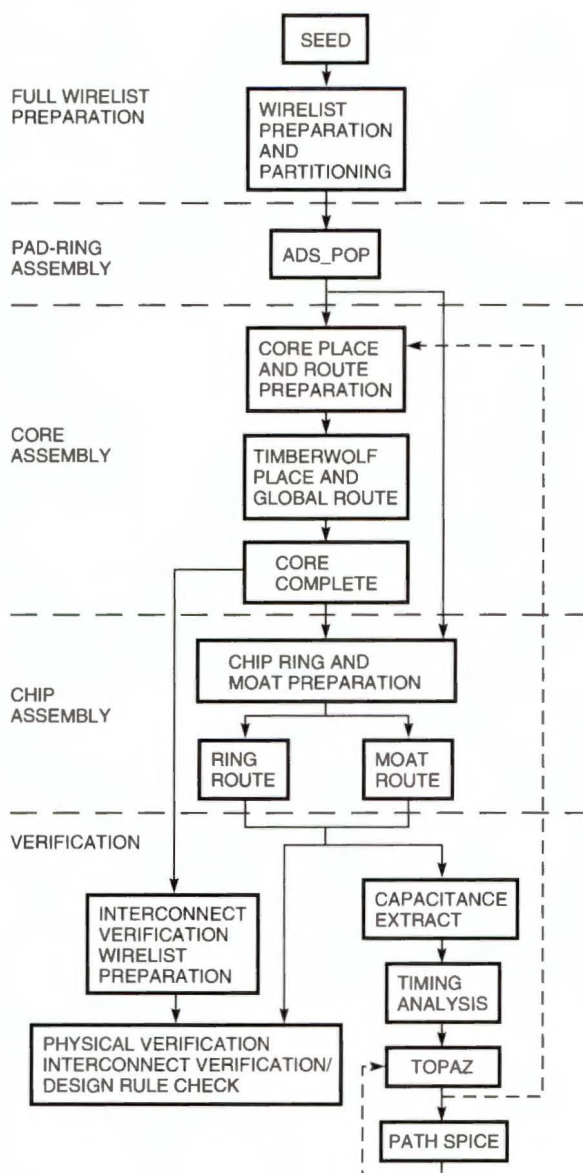 SEED
FULL WIRELIST
PREPARATION
WIRELIST
PREPARATION
AND
PARTITIONING
PAD-RING
ASSEMBLY
ADS_POP
CORE PLACE
AND ROUTE
PREPARATION
CORE
ASSEMBLY
TIMBERWOLF
PLACE AND
GLOBAL ROUTE
CORE
COMPLETE
CHIP RING AND
MOAT PREPARATION
CHIP
ASSEMBLY
RING
ROUTE
MOAT
ROUTE
VERIFICATION
CAPACITANCE
EXTRACT
INTERCONNECT
VERIFICATION
WIRELIST
PREPARATION
TIMING
ANALYSIS
PHYSICAL VERIFICATION
INTERCONNECT VERIFICATION/
DESIGN RULE CHECK
TOPAZ
PATH SPICE